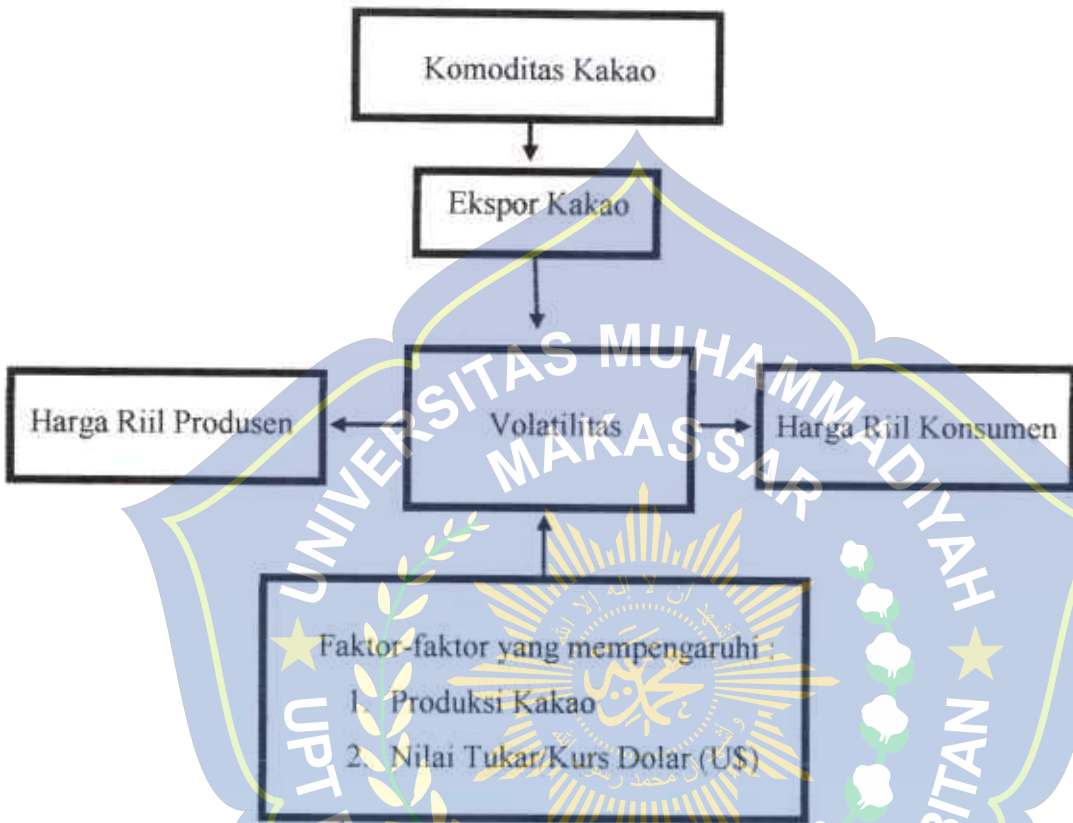 Komoditas Kakao
Ekspor Kakao
Harga Riil Produsen
Volatilitas
Harga Riil Konsumen
Faktor-faktor yang mempengaruhi :
1. Produksi Kakao
2. Nilai Tukar/Kurs Dolar (U$)
UNIVERSITAS MUHAMMADIYAH
MAKASSAR
UPT
BITAN